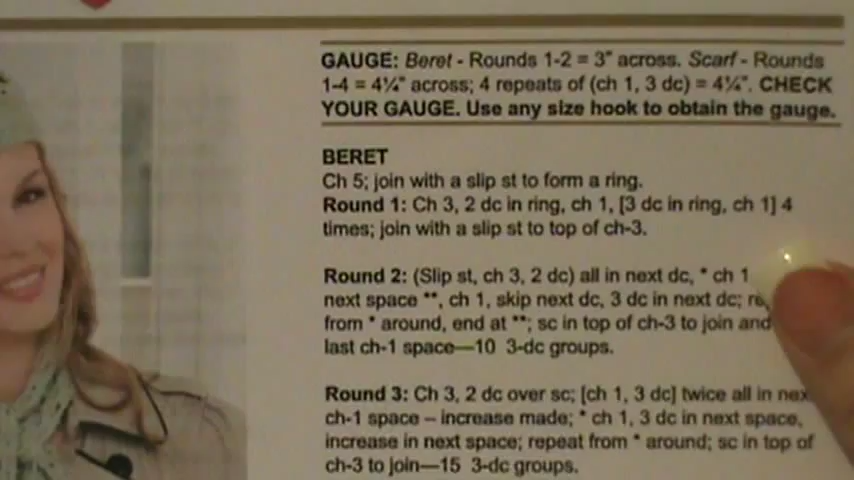 GAUGE: Beret - Rounds 1-2 = 3" across. Scarf - Rounds
1-4 = 4¼" across; 4 repeats of (ch 1, 3 dc) = 4¼". CHECK
YOUR GAUGE. Use any size hook to obtain the gauge.
BERET
Ch 5; join with a slip st to form a ring.
Round 1: Ch 3, 2 dc in ring, ch 1, [3 dc in ring, ch 1] 4
times; join with a slip st to top of ch-3.
Round 2: (Slip st, ch 3, 2 dc) all in next dc, * ch 1
next space **, ch 1, skip next dc, 3 dc in next dc;
from * around, end at **; sc in top of ch-3 to join and
last ch-1 space—10 3-dc groups.
Round 3: Ch 3, 2 dc over sc; [ch 1, 3 dc] twice all in
ch-1 space – increase made; * ch 1, 3 dc in next space,
increase in next space; repeat from * around; sc in top of
ch-3 to join—15 3-dc groups.